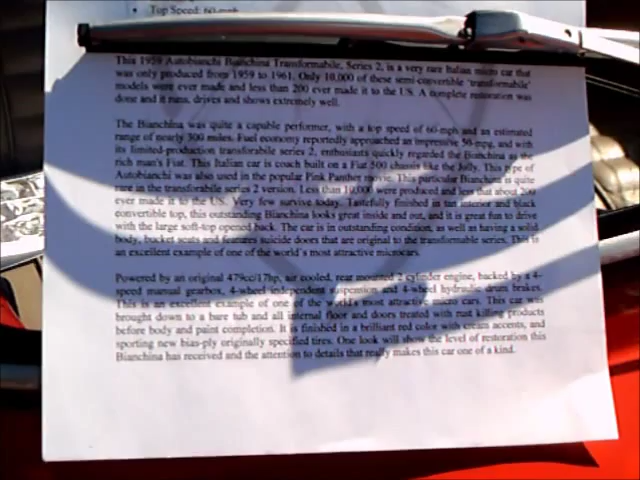 Top Speed: 60-mph
This 1959 Autobianchi Bianchina Transformabile, Series 2, is a very rare Italian micro car that
was only produced from 1959 to 1961. Only 10,000 of these semi-convertible 'transformabile'
models were ever made and less than 200 ever made it to the US. A complete restoration was
done and it runs, drives and shows extremely well.
The Bianchina was quite a capable performer, with a top speed of 60-mph and an estimated
range of nearly 300 miles. Fuel economy reportedly approached an impressive 50-mpg, and with
its limited-production transforabile series 2, enthusiasts quickly regarded the Bianchina as the
rich man's Fiat. This Italian car is coach built on a Fiat 500 chassis like the Jolly. This type of
Autobianchi was also used in the popular Pink Panther movie. This particular Bianchina is quite
rare in the transforabile series 2 version. Less than 10,000 were produced and less that about 200
ever made it to the US. Very few survive today. Tastefully finished in tan interior and black
convertible top, this outstanding Bianchina looks great inside and out, and it is great fun to drive
with the large soft-top opened back. The car is in outstanding condition, as well as having a solid
body, bucket seats and features suicide doors that are original to the transformable series. This is
an excellent example of one of the world's most attractive microcars.
Powered by an original 479cc/17hp, air cooled, rear mounted 2 cylinder engine, backed by a 4-
speed manual gearbox, 4-wheel independent suspension and 4-wheel hydraulic drum brakes.
This is an excellent example of one of the world's most attractive micro cars. This car was
brought down to a bare tub and all internal floor and doors treated with rust killing products
before body and paint completion. It is finished in a brilliant red color with cream accents, and
sporting new bias-ply originally specified tires. One look will show the level of restoration this
Bianchina has received and the attention to details that really makes this car one of a kind.